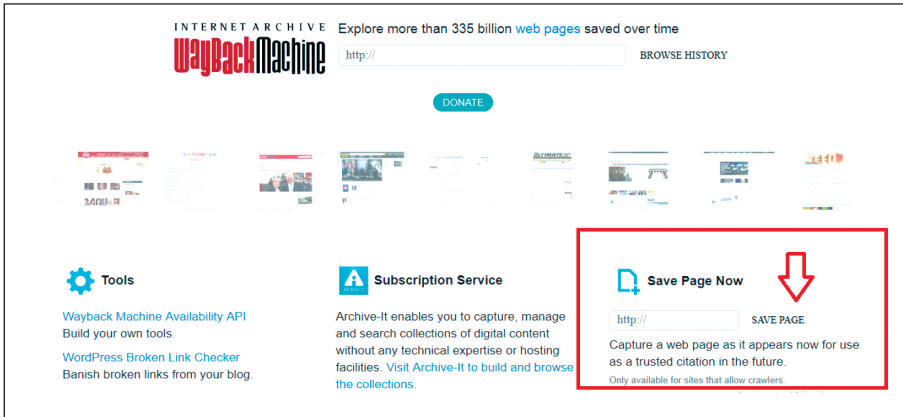 INTERNET ARCHIVE
WayBackMachine
Explore more than 335 billion web pages saved over time
http://
BROWSE HISTORY
DONATE
ULTIMATE
FEED
Tools
Wayback Machine Availability API
Build your own tools.
WordPress Broken Link Checker
Banish broken links from your blog.
Subscription Service
Archive-It enables you to capture, manage
and search collections of digital content
without any technical expertise or hosting
facilities. Visit Archive-It to build and browse
the collections.
Save Page Now
http://
SAVE PAGE
Capture a web page as it appears now for use
as a trusted citation in the future.
Only available for sites that allow crawlers.